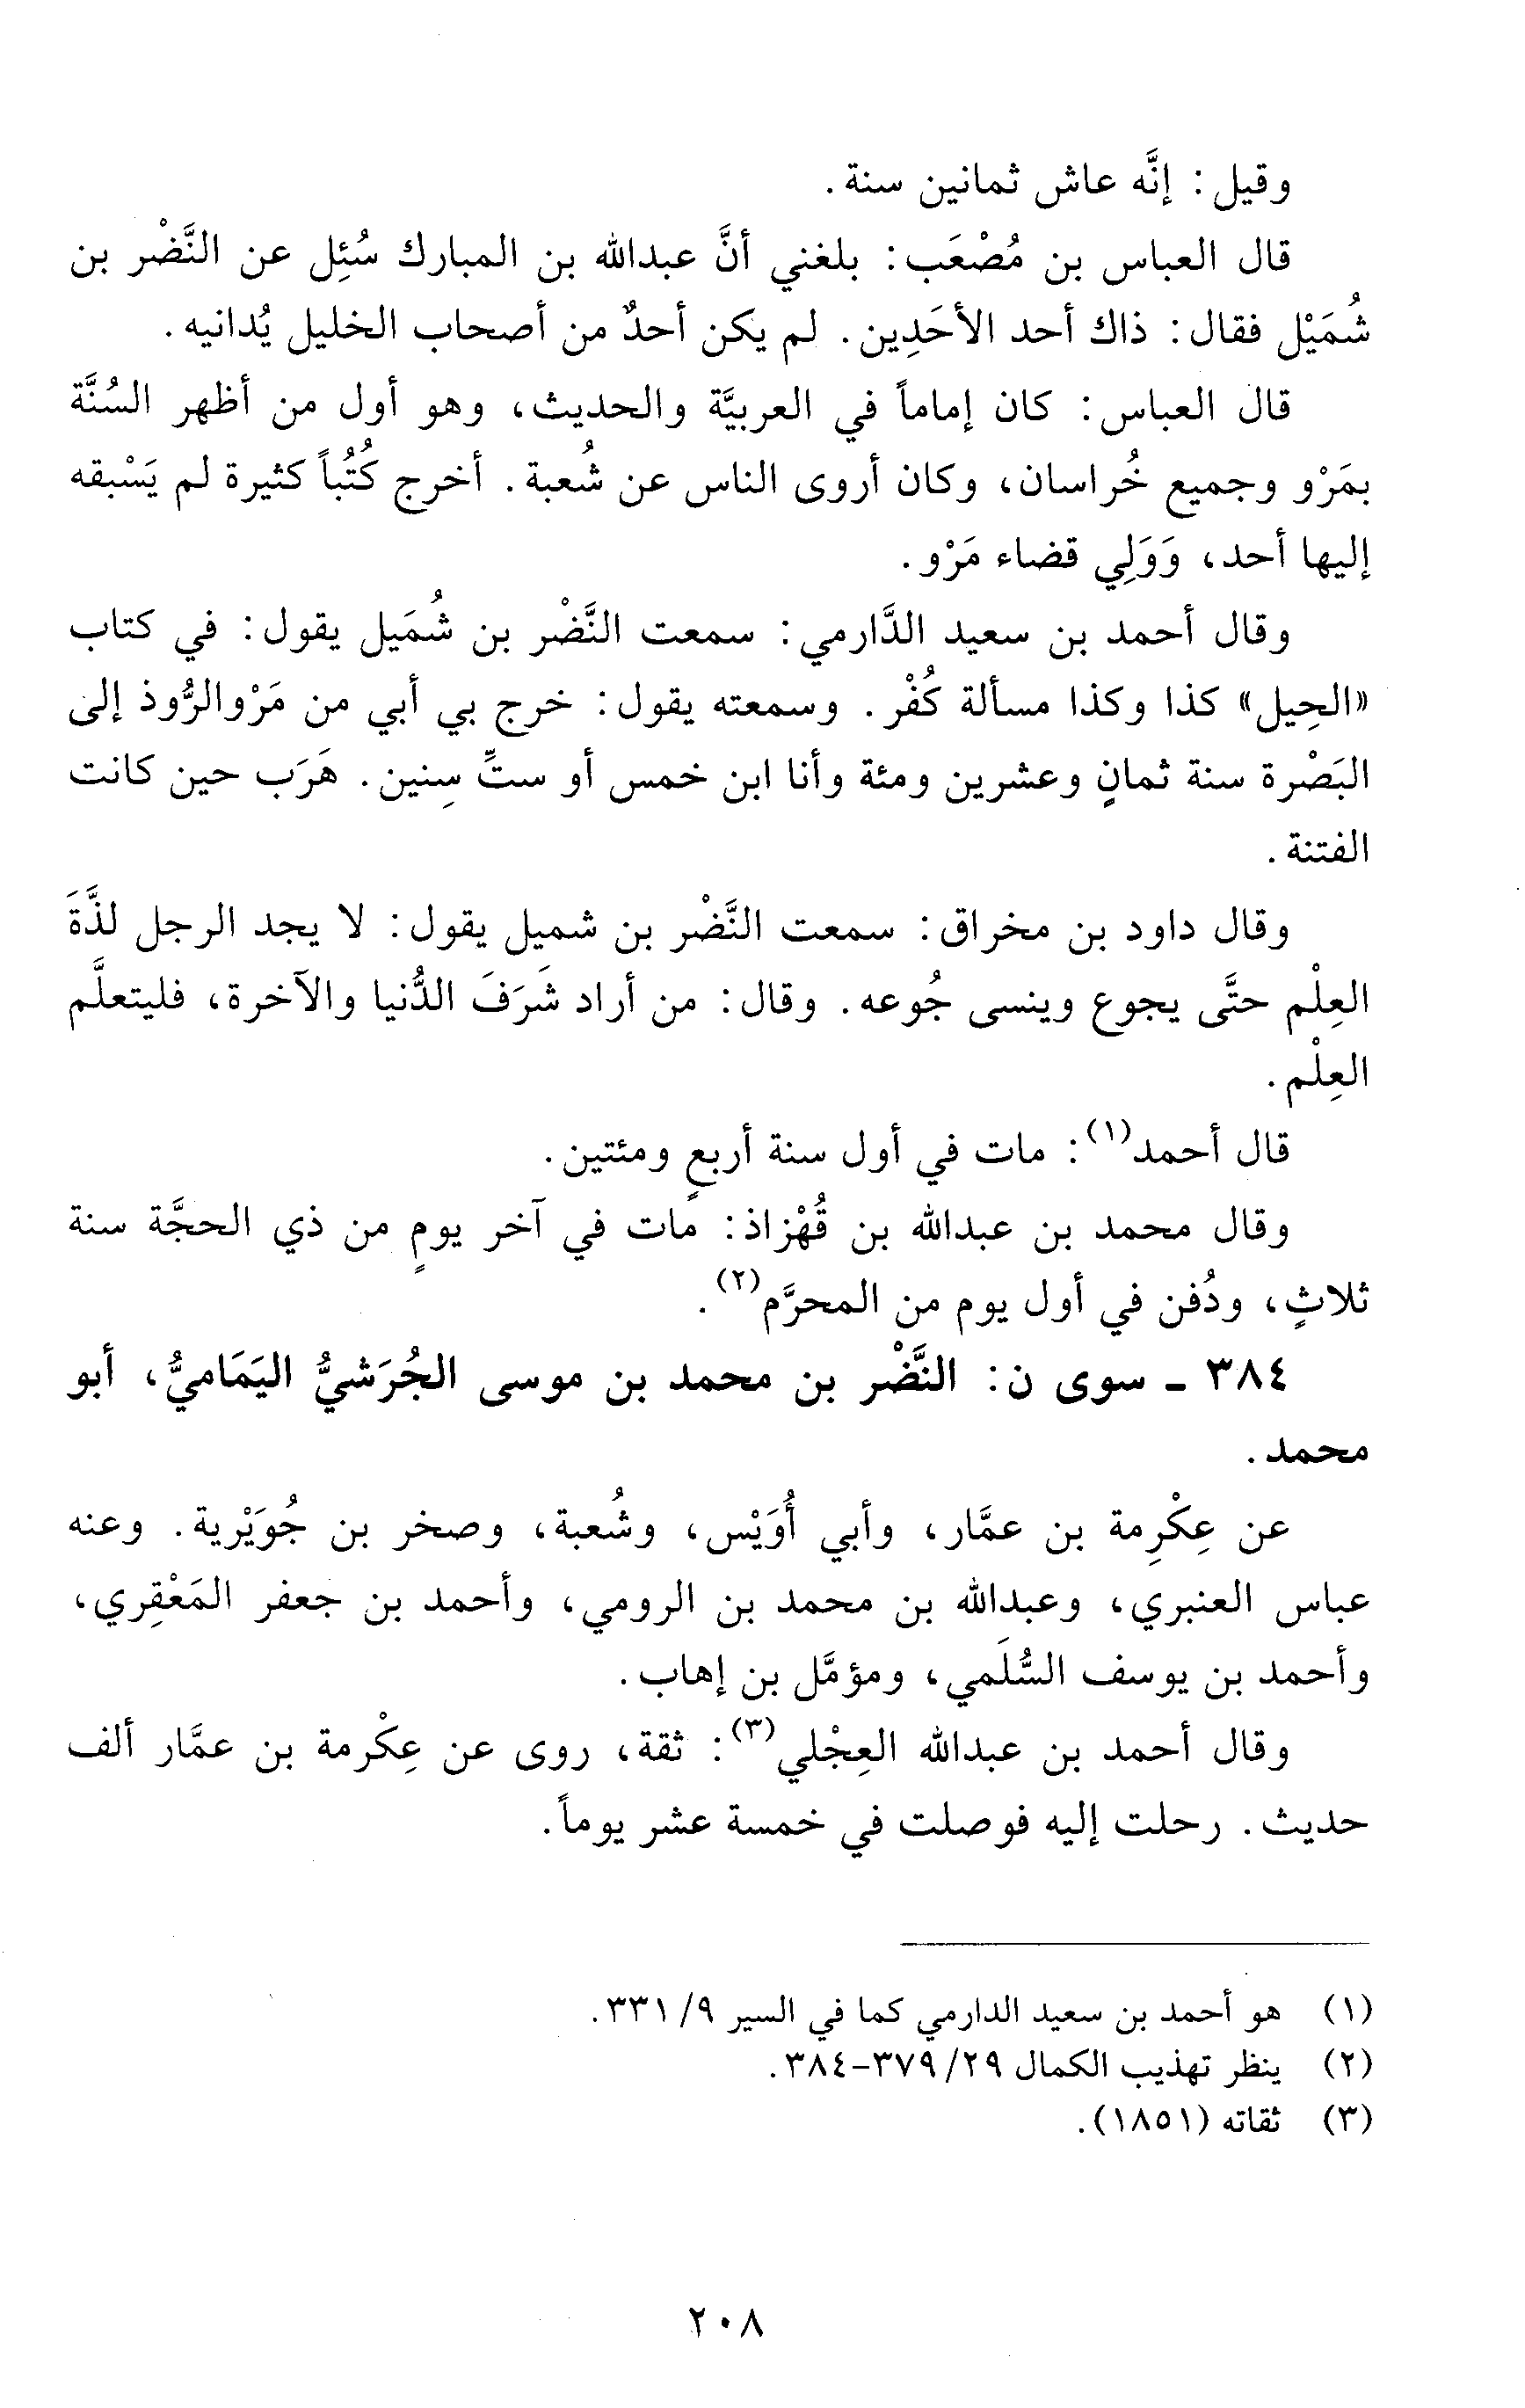 وقيل: إنَّه عاش ثمانين سنة.
قال العباس بن مُصْعَب: بلغني أنَّ عبدالله بن المبارك سُئِل عن النَّضْر بن
شُمَيْل فقال: ذاك أحد الأحَدِين. لم يكن أحدٌ من أصحاب الخليل يُدانيه.
قال العباس: كان إماماً في العربيَّة والحديث، وهو أول من أظهر السُنَّة
بمَرْو وجميع خُراسان، وكان أروى الناس عن شُعبة. أخرج كُتُباً كثيرة لم يَسْبقه
إليها أحد، وَوَلِي قضاء مَرْو.
وقال أحمد بن سعيد الدَّارمي: سمعت النَّضْر بن شُمَيل يقول: في كتاب
«الحِيل» كذا وكذا مسألة كُفْر. وسمعته يقول: خرج بي أبي من مَرْوالرُّوذ إلى
البَصْرة سنة ثمانٍ وعشرين ومئة وأنا ابن خمس أو ستِّ سِنين. هَرَب حين كانت
الفتنة.
وقال داود بن مخراق: سمعت النَّضْر بن شميل يقول: لا يجد الرجل لذَّةَ
العِلْم حتَّى يجوع وينسى جُوعه. وقال: من أراد شَرَفَ الدُّنيا والآخرة، فليتعلَّم
العِلْم.
قال أحمد(١): مات في أول سنة أربعٍ ومئتين.
وقال محمد بن عبدالله بن قُهْزاذ: مات في آخر يومٍ من ذي الحجَّة سنة
ثلاثٍ، ودُفن في أول يوم من المحرَّم(٢).
٣٨٤ - سوى ن: النَّضْر بن محمد بن موسى الجُرَشيُّ اليَمَاميُّ، أبو
محمد.
عن عِكْرِمة بن عمَّار، وأبي أُوَيْس، وشُعبة، وصخر بن جُوَيْرية. وعنه
عباس العنبري، وعبدالله بن محمد بن الرومي، وأحمد بن جعفر المَعْقِري،
وأحمد بن يوسف السُّلَمي، ومؤمَّل بن إهاب.
وقال أحمد بن عبدالله العِجْلي(٣): ثقة، روى عن عِكْرمة بن عمَّار ألف
حديث. رحلت إليه فوصلت في خمسة عشر يوماً.
(١) هو أحمد بن سعيد الدارمي كما في السير ٩/ ٣٣١.
(٢) ينظر تهذيب الكمال ٢٩/ ٣٧٩-٣٨٤.
(٣) ثقاته (١٨٥١).
٢٠٨